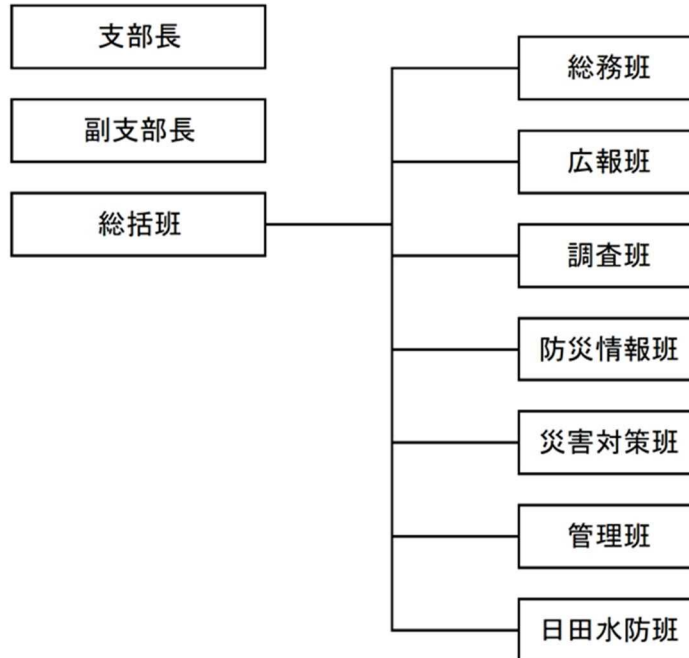 支部長
副支部長
総括班
総務班
広報班
調査班
防災情報班
災害対策班
管理班
日田水防班